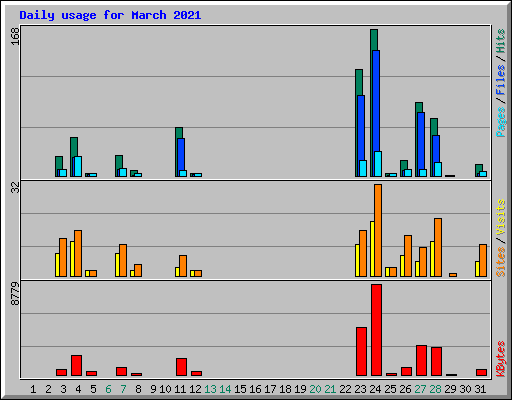 Daily usage for March 2021
168
Pages/Files/Hits
32
Sites/Visits
8779
KBytes
1 2 3 4 5 6 7 8 9 10 11 12 13 14 15 16 17 18 19 20 21 22 23 24 25 26 27 28 29 30 31